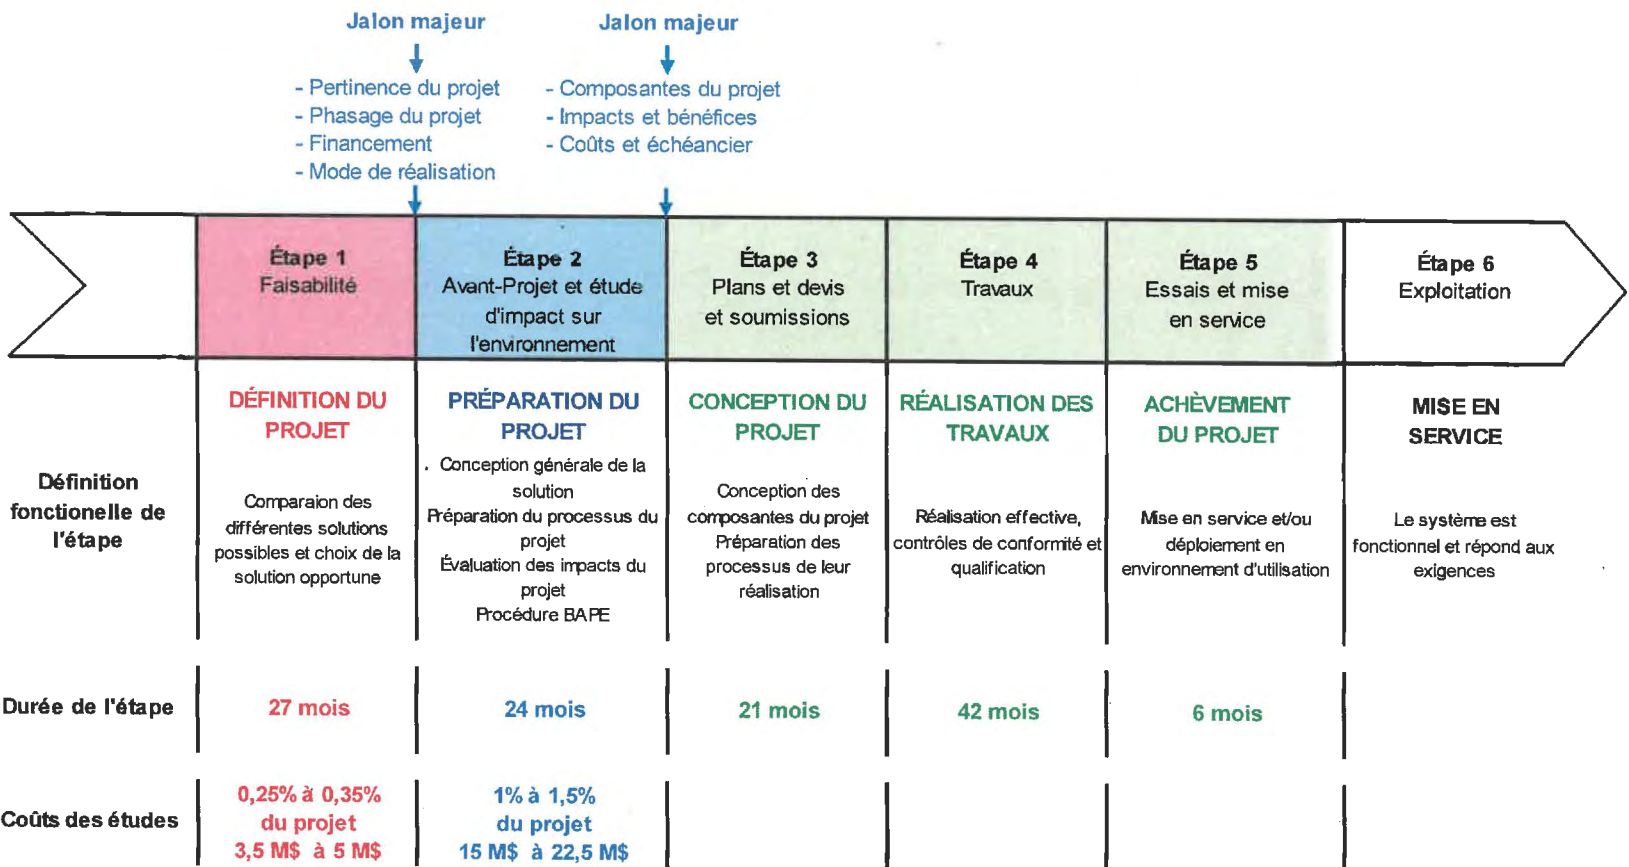 Jalon majeur
- Pertinence du projet
- Phasage du projet
- Financement
- Mode de réalisation
Jalon majeur
- Composantes du projet
- Impacts et bénéfices
- Coûts et échéancier
Étape 1
Faisabilité
Étape 2
Avant-Projet et étude
d'impact sur
l'environnement
Étape 3
Plans et devis
et soumissions
Étape 4
Travaux
Étape 5
Essais et mise
en service
Étape 6
Exploitation
Définition
fonctionelle de
l'étape
DÉFINITION DU
PROJET
Comparaion des
différentes solutions
possibles et choix de la
solution opportune
PRÉPARATION DU
PROJET
Conception générale de la
solution
Préparation du processus du
projet
Évaluation des impacts du
projet
Procédure BAPE
CONCEPTION DU
PROJET
Conception des
composantes du projet
Préparation des
processus de leur
réalisation
RÉALISATION DES
TRAVAUX
Réalisation effective,
contrôles de conformité et
qualification
ACHÈVEMENT
DU PROJET
Mise en service et/ou
déploiement en
environnement d'utilisation
MISE EN
SERVICE
Le système est
fonctionnel et répond aux
exigences
Durée de l'étape
27 mois
24 mois
21 mois
42 mois
6 mois
Coûts des études
0,25% à 0,35%
du projet
3,5 M$ à 5 M$
1% à 1,5%
du projet
15 M$ à 22,5 M$